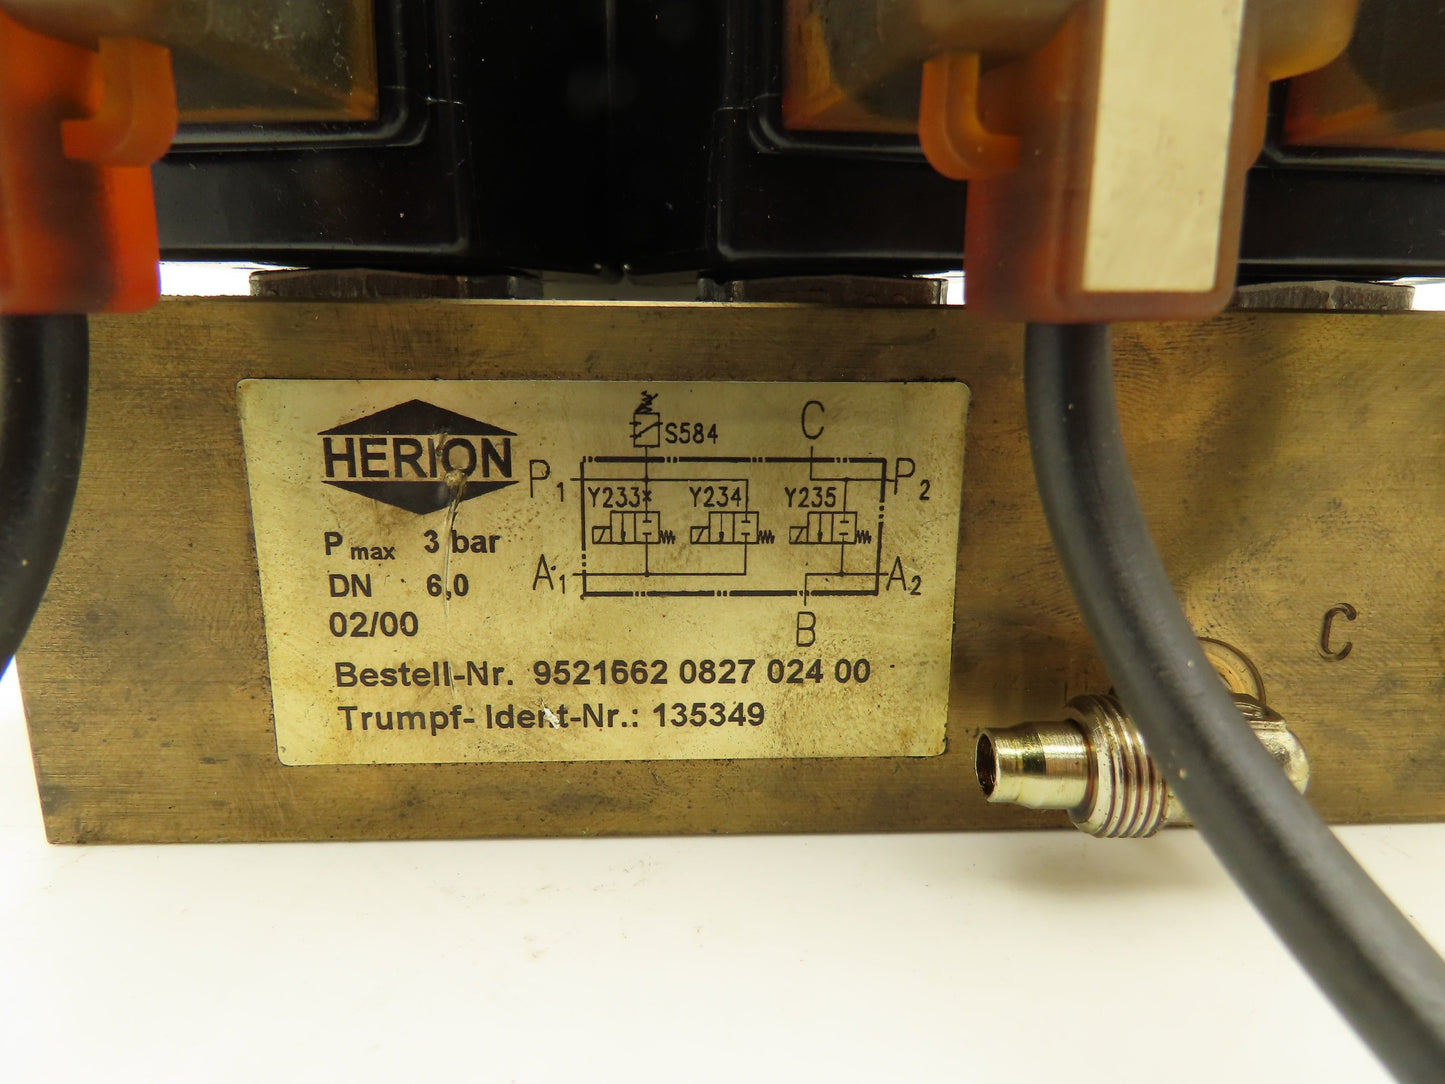 HERION
P max 3 bar
DN 6,0
02/00
S584
C
P1
P2
Y233 Y234 Y235
A1
A2
B
Bestell-Nr. 9521662 0827 024 00
Trumpf- Ident-Nr.: 135349
C